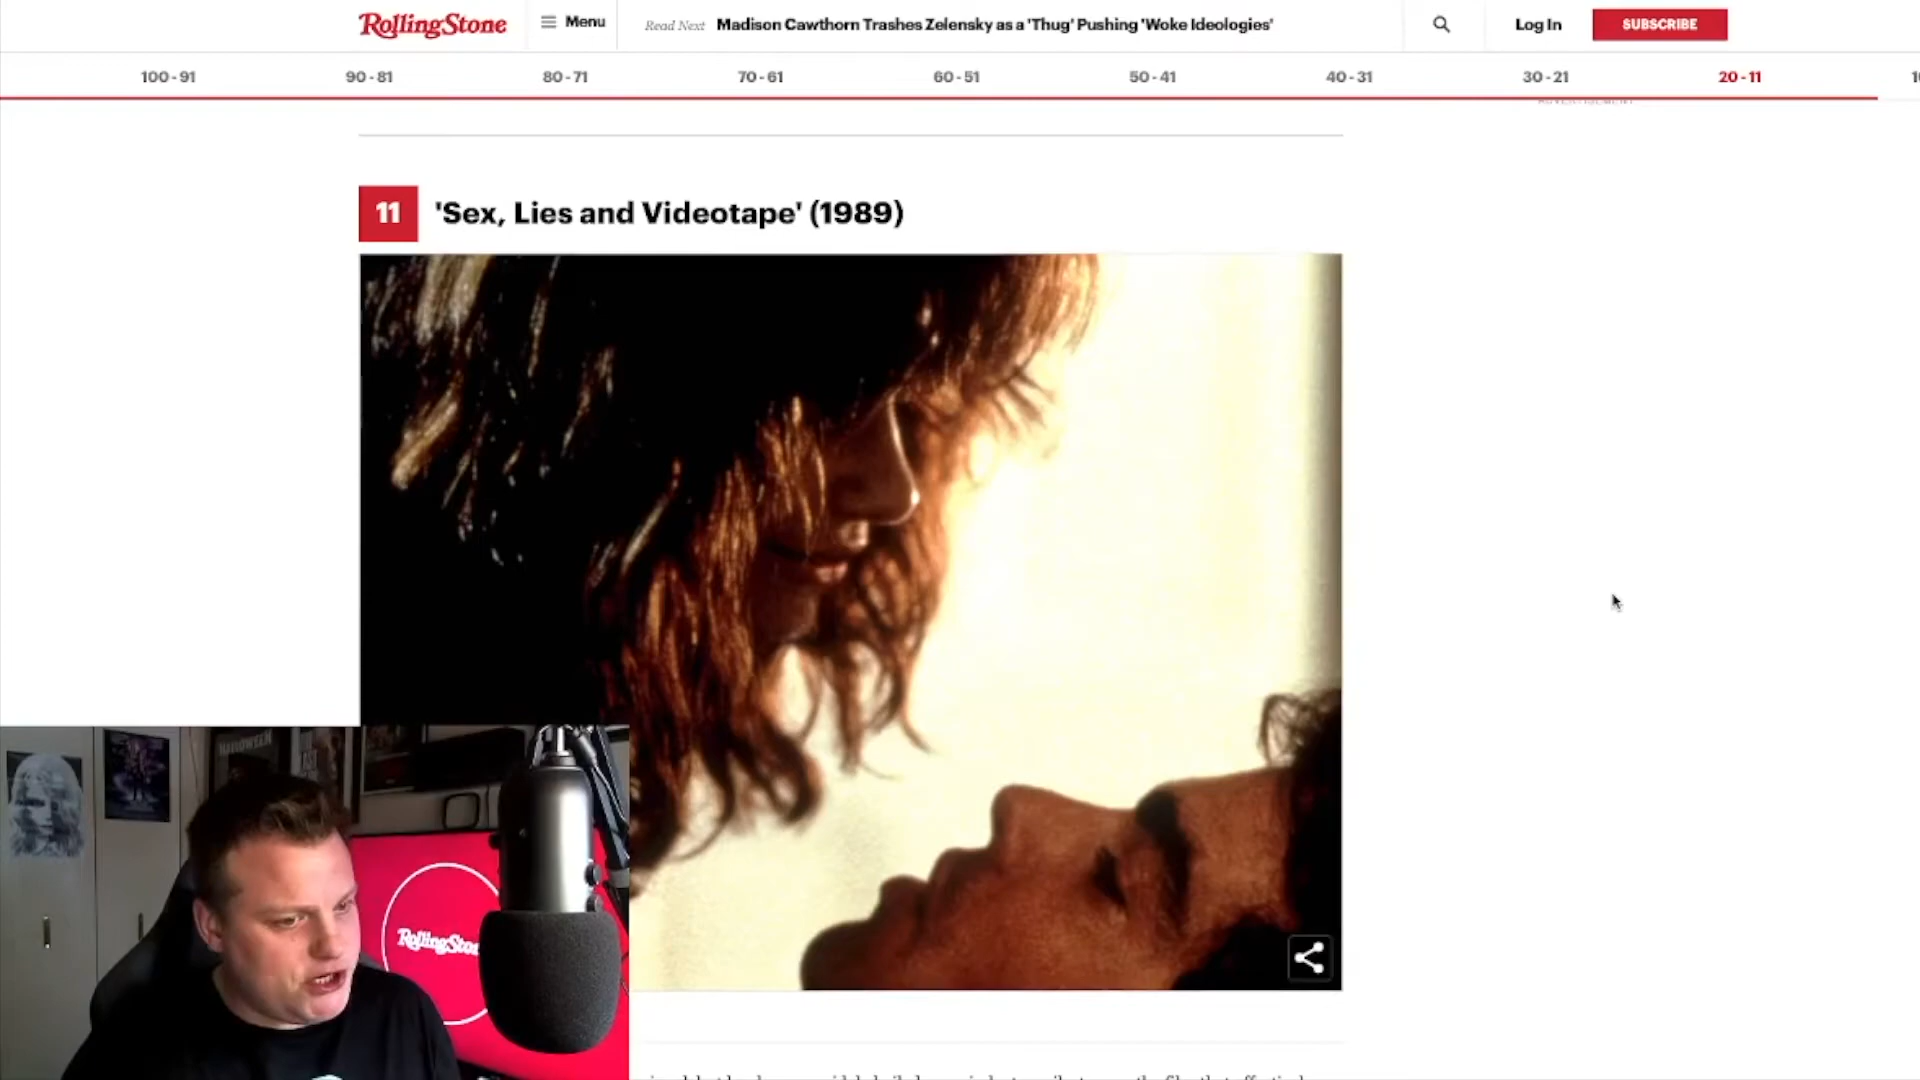 RollingStone
Menu
Read Next Madison Cawthorn Trashes Zelensky as a 'Thug' Pushing 'Woke Ideologies'
Log In
SUBSCRIBE
100 - 91
90 - 81
80 - 71
70 - 61
60 - 51
50 - 41
40 - 31
30 - 21
20 - 11
11 'Sex, Lies and Videotape' (1989)
HALLOWEEN